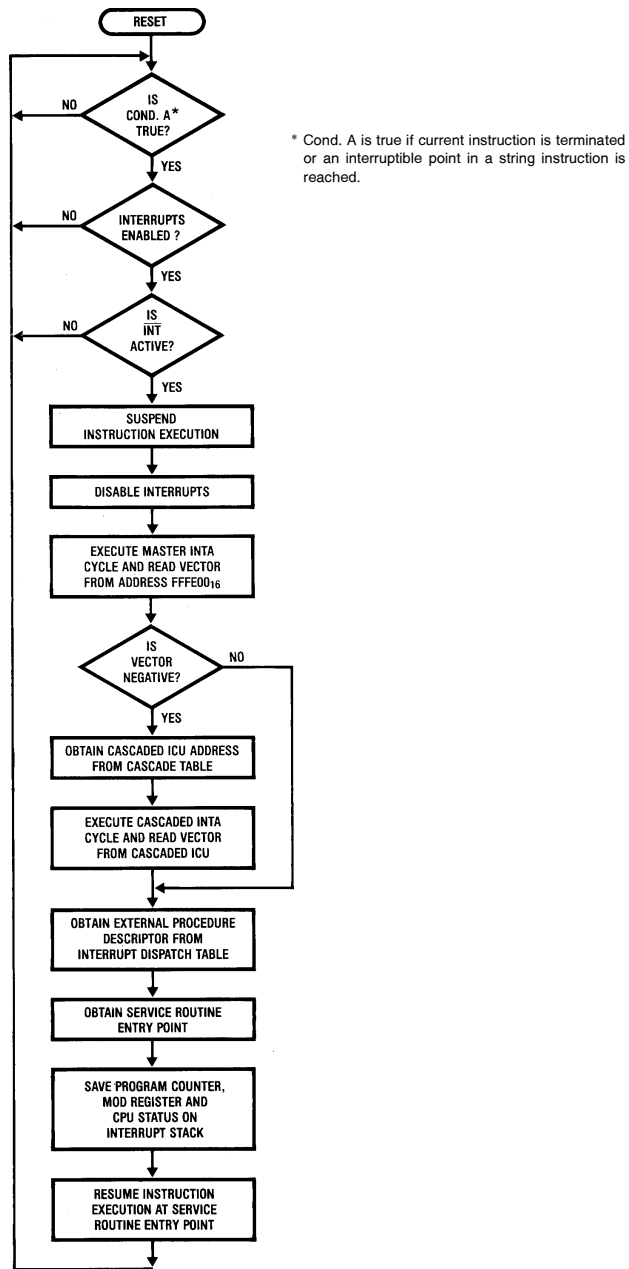 RESET
IS
COND. A*
TRUE?
NO
YES
* Cond. A is true if current instruction is terminated
or an interruptible point in a string instruction is
reached.
INTERRUPTS
ENABLED ?
NO
YES
IS
I̅N̅T̅
ACTIVE?
NO
YES
SUSPEND
INSTRUCTION EXECUTION
DISABLE INTERRUPTS
EXECUTE MASTER INTA
CYCLE AND READ VECTOR
FROM ADDRESS FFFE00₁₆
IS
VECTOR
NEGATIVE?
NO
YES
OBTAIN CASCADED ICU ADDRESS
FROM CASCADE TABLE
EXECUTE CASCADED INTA
CYCLE AND READ VECTOR
FROM CASCADED ICU
OBTAIN EXTERNAL PROCEDURE
DESCRIPTOR FROM
INTERRUPT DISPATCH TABLE
OBTAIN SERVICE ROUTINE
ENTRY POINT
SAVE PROGRAM COUNTER,
MOD REGISTER AND
CPU STATUS ON
INTERRUPT STACK
RESUME INSTRUCTION
EXECUTION AT SERVICE
ROUTINE ENTRY POINT